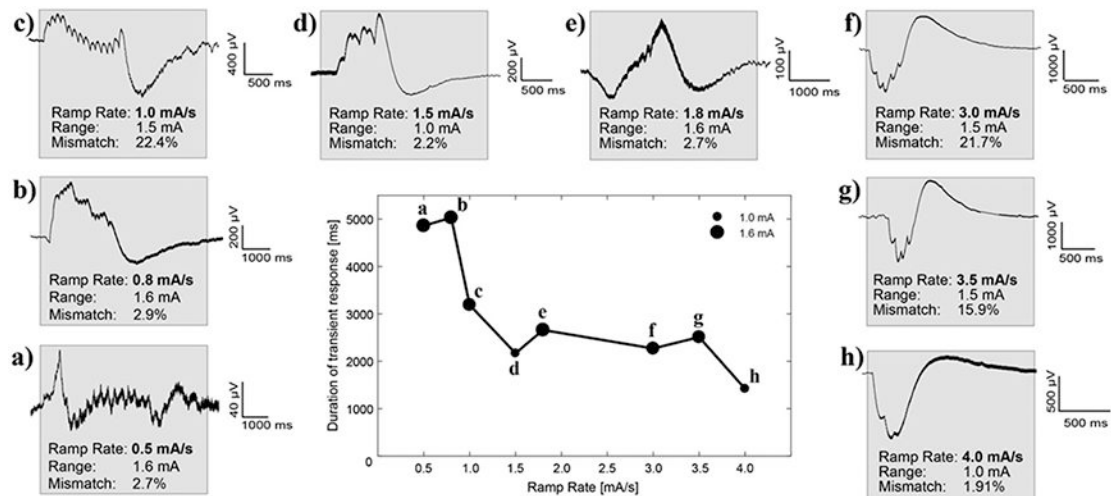 c)
400 µV
500 ms
Ramp Rate: 1.0 mA/s
Range: 1.5 mA
Mismatch: 22.4%
d)
200 µV
500 ms
Ramp Rate: 1.5 mA/s
Range: 1.0 mA
Mismatch: 2.2%
e)
100 µV
1000 ms
Ramp Rate: 1.8 mA/s
Range: 1.6 mA
Mismatch: 2.7%
f)
1000 µV
500 ms
Ramp Rate: 3.0 mA/s
Range: 1.5 mA
Mismatch: 21.7%
b)
200 µV
1000 ms
Ramp Rate: 0.8 mA/s
Range: 1.6 mA
Mismatch: 2.9%
a)
40 µV
1000 ms
Ramp Rate: 0.5 mA/s
Range: 1.6 mA
Mismatch: 2.7%
Duration of transient response [ms]
5000
4000
3000
2000
1000
0
a
b
c
d
e
f
g
h
1.0 mA
1.6 mA
0.5 1.0 1.5 2.0 2.5 3.0 3.5 4.0
Ramp Rate [mA/s]
g)
1000 µV
500 ms
Ramp Rate: 3.5 mA/s
Range: 1.5 mA
Mismatch: 15.9%
h)
500 µV
500 ms
Ramp Rate: 4.0 mA/s
Range: 1.0 mA
Mismatch: 1.91%